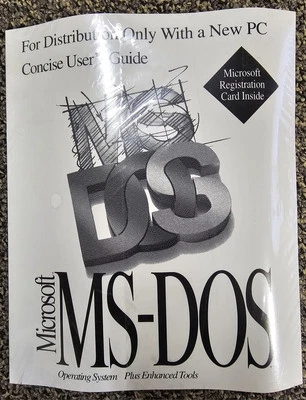 For Distribution Only With a New PC
Concise User's Guide
Microsoft
Registration
Card Inside
MS
DOS
Microsoft
MS-DOS
Operating System Plus Enhanced Tools